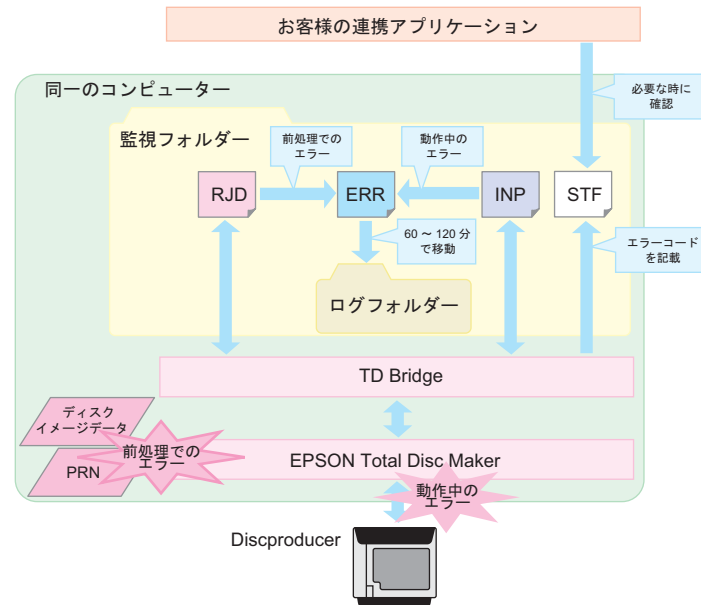 お客様の連携アプリケーション
同一のコンピューター
必要な時に
確認
監視フォルダー
前処理での
エラー
動作中の
エラー
RJD
ERR
INP
STF
60 ~ 120 分
で移動
エラーコード
を記載
ログフォルダー
TD Bridge
ディスク
イメージデータ
前処理での
エラー
PRN
EPSON Total Disc Maker
動作中の
エラー
Discproducer